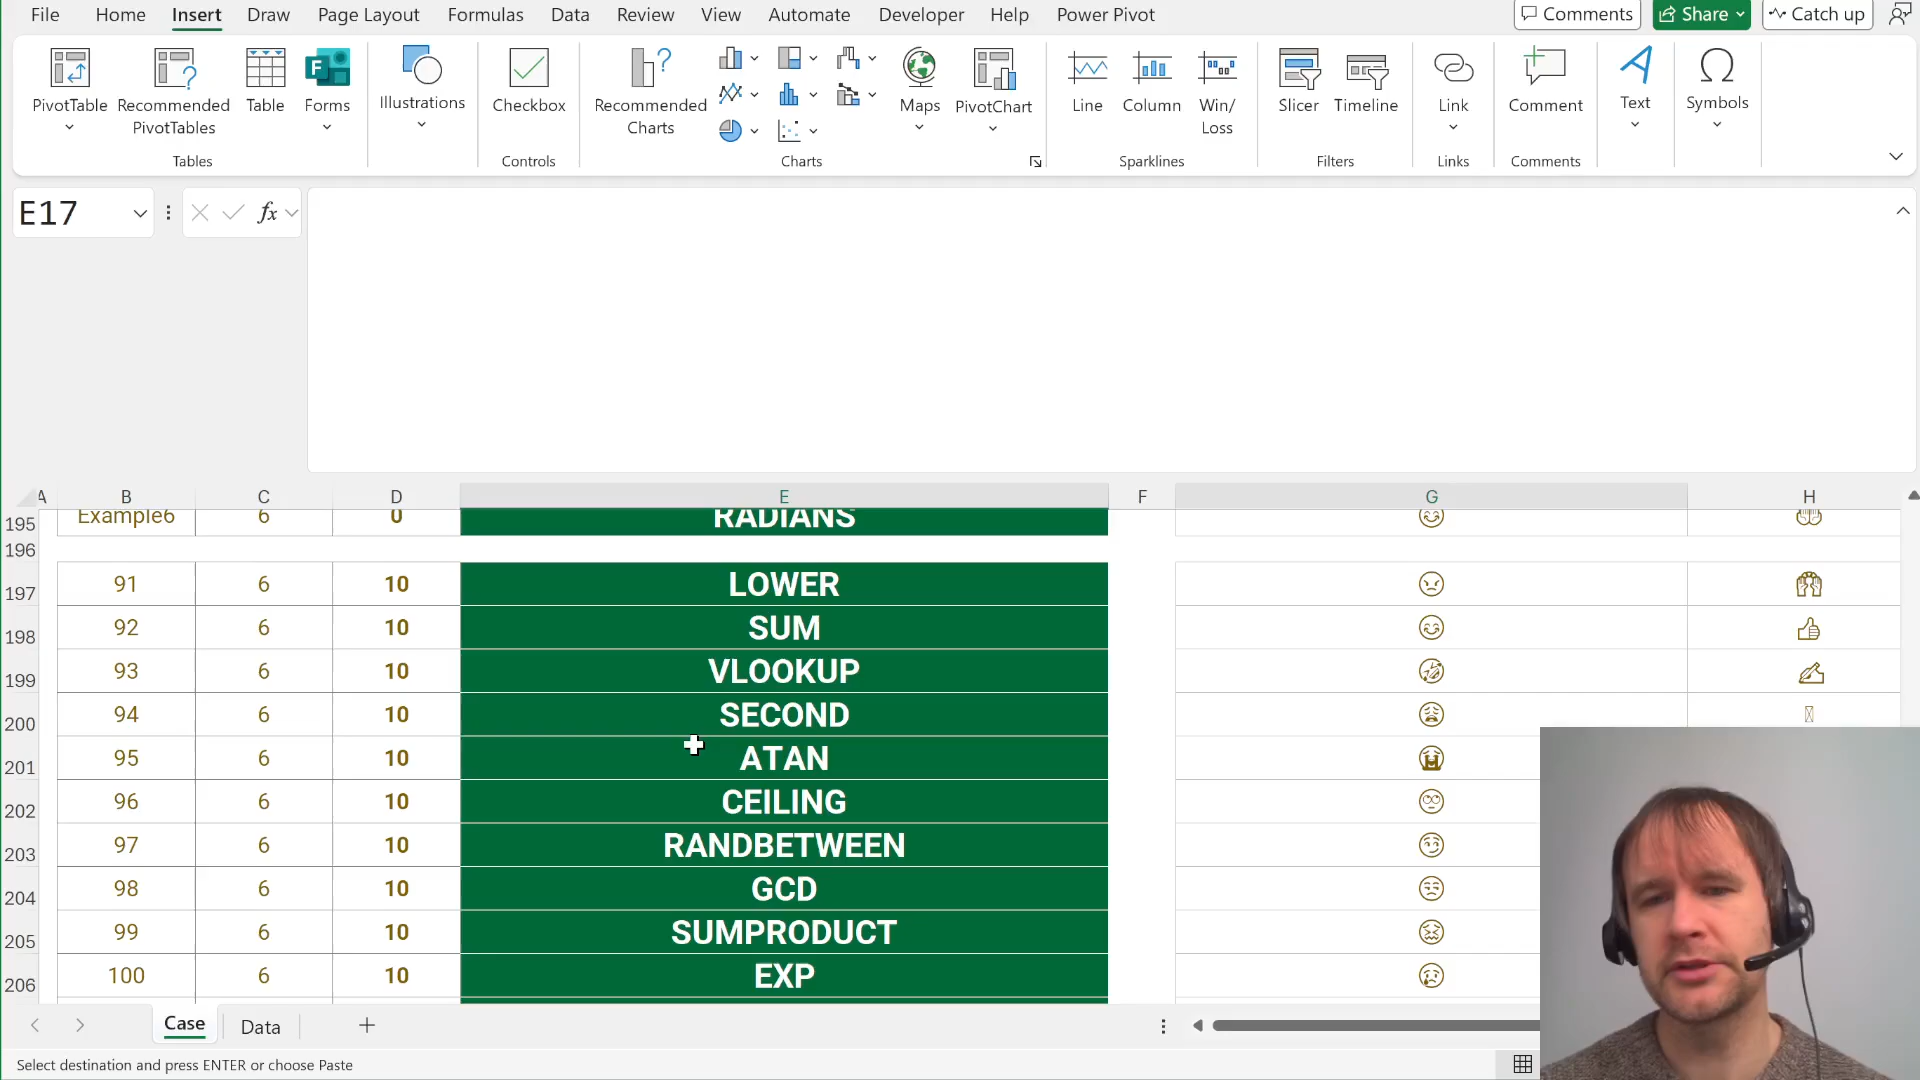 File Home Insert Draw Page Layout Formulas Data Review View Automate Developer Help Power Pivot Comments Share Catch up
PivotTable
Recommended
PivotTables
Table
Forms
Tables
Illustrations
Checkbox
Controls
Recommended
Charts
Maps
PivotChart
Charts
Line
Column
Win/
Loss
Sparklines
Slicer
Timeline
Filters
Link
Links
Comment
Comments
Text
Symbols
E17
fx
A B C D E F G H
195 Example6 6 0 RADIANS
196
197 91 6 10 LOWER
198 92 6 10 SUM
199 93 6 10 VLOOKUP
200 94 6 10 SECOND
201 95 6 10 ATAN
202 96 6 10 CEILING
203 97 6 10 RANDBETWEEN
204 98 6 10 GCD
205 99 6 10 SUMPRODUCT
206 100 6 10 EXP
Case Data
Select destination and press ENTER or choose Paste